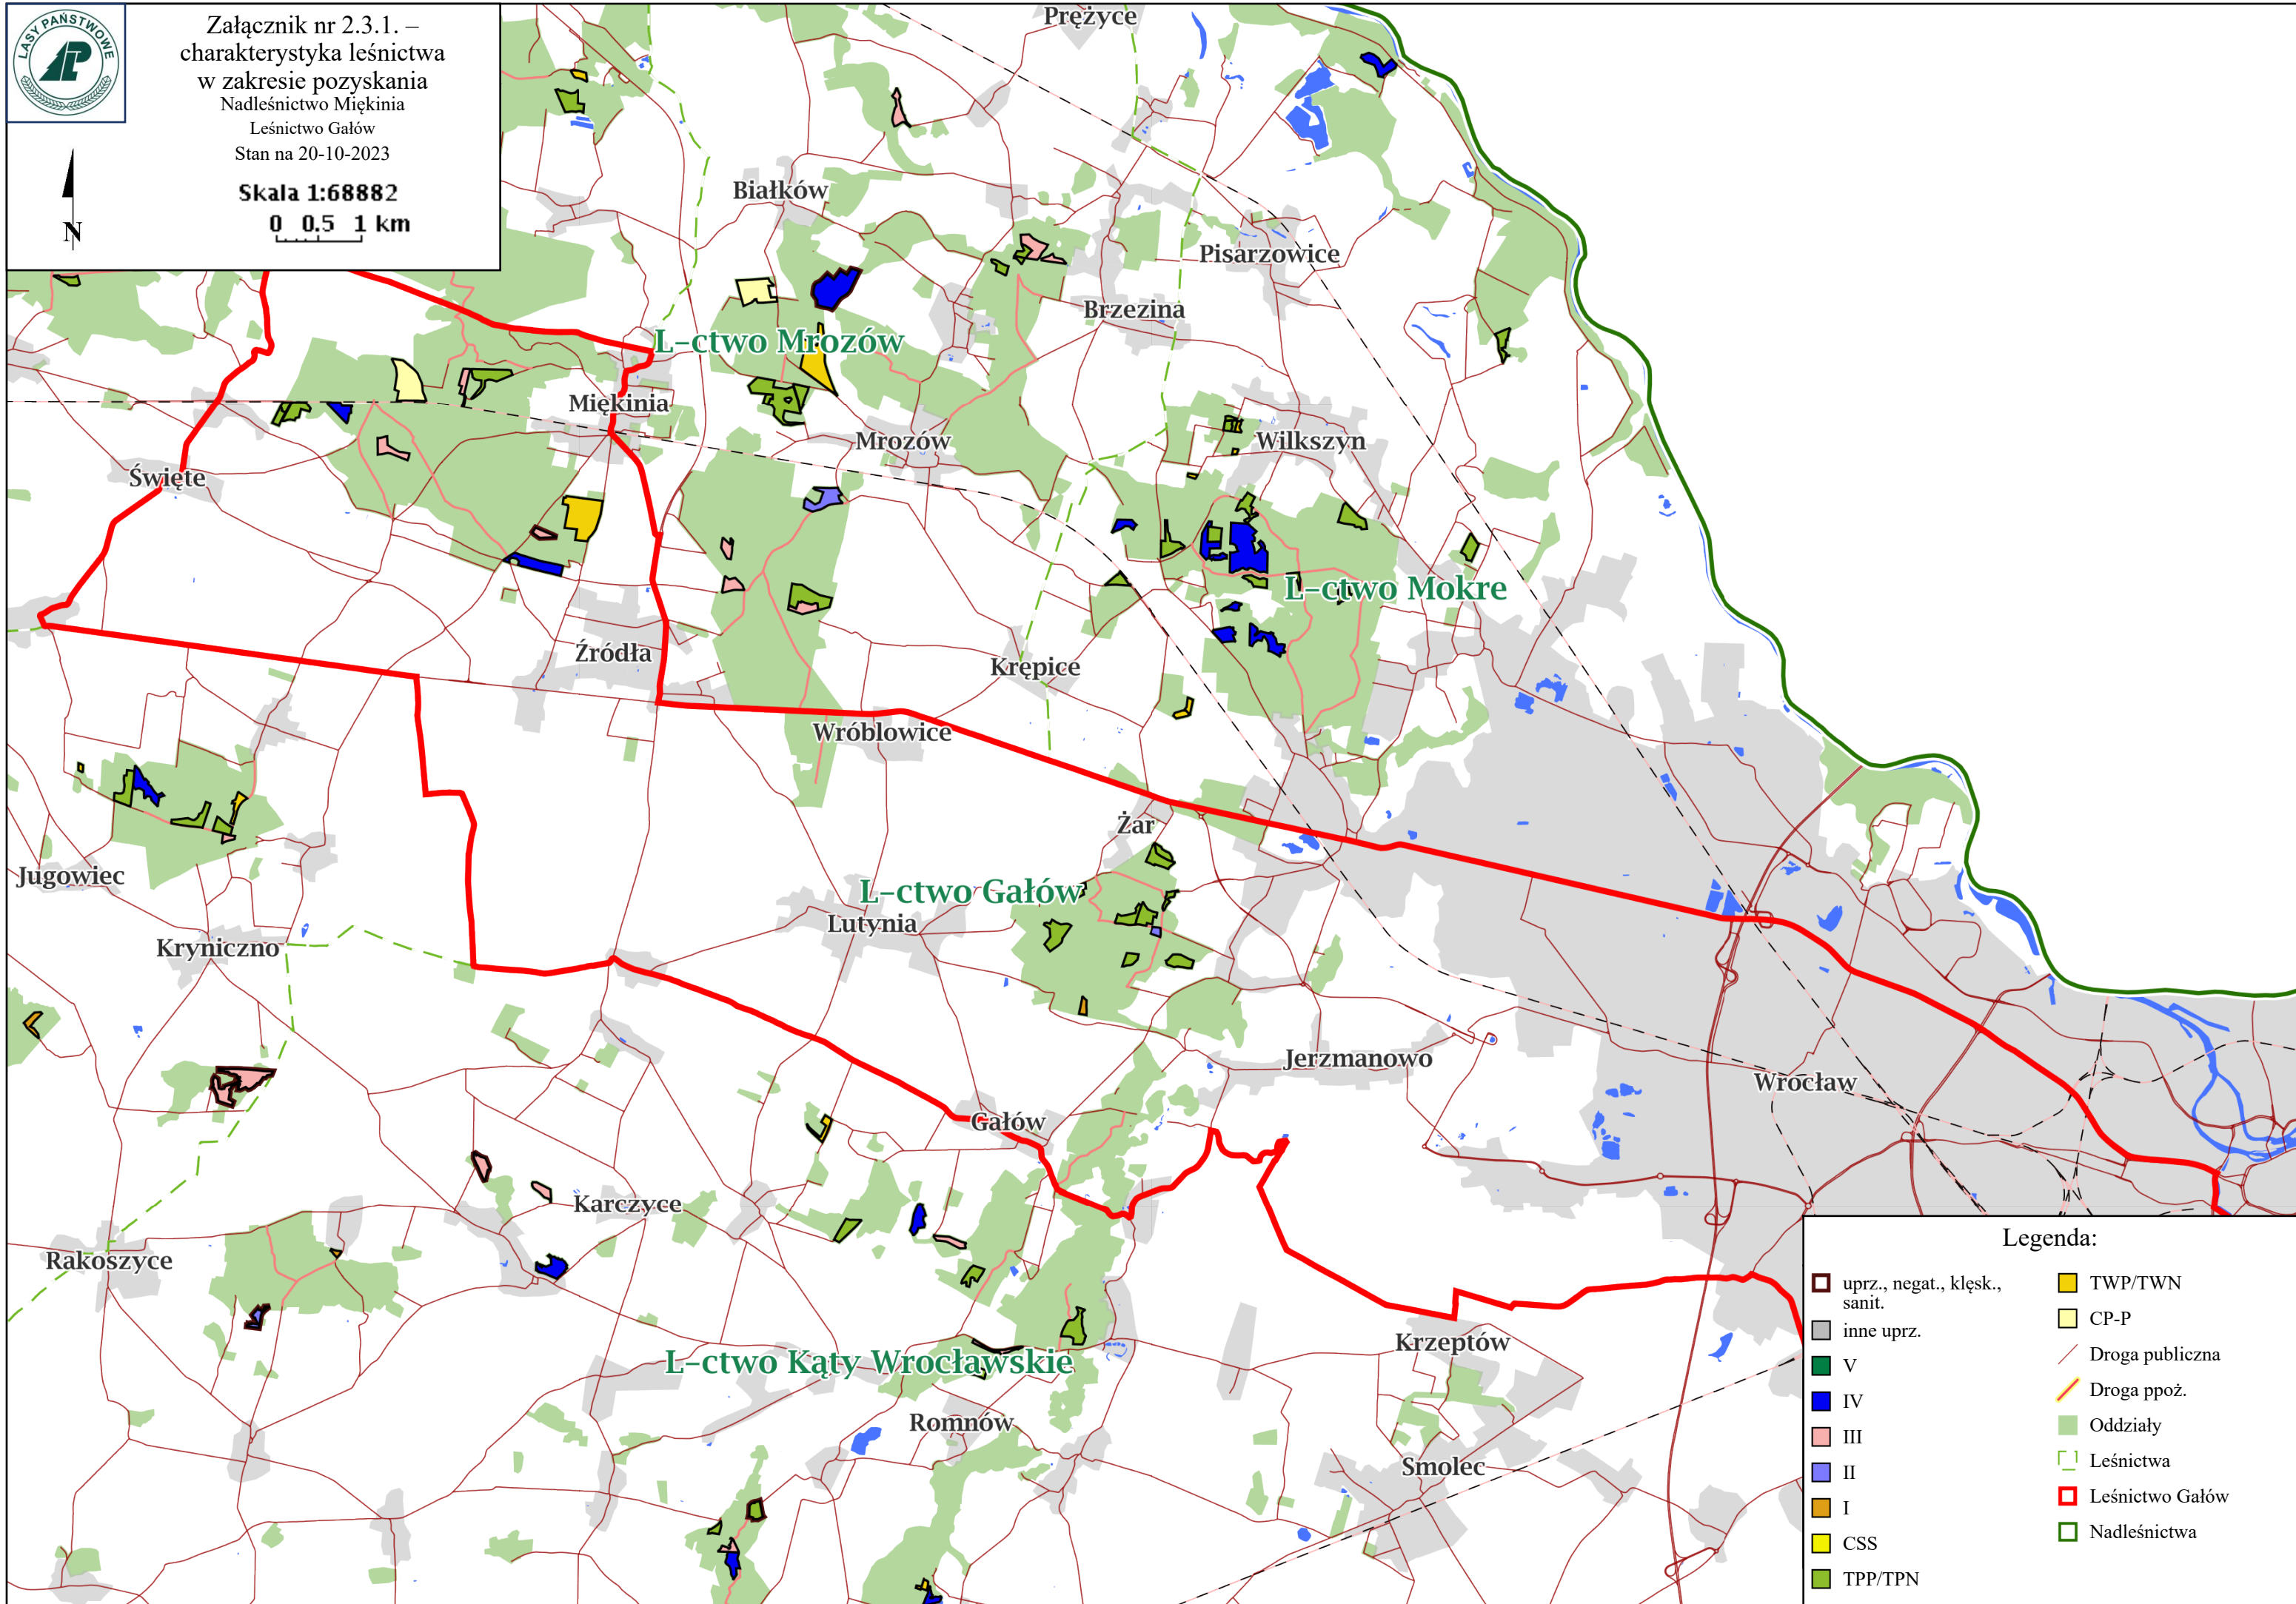 LASY PAŃSTWOWE
Załącznik nr 2.3.1. –
charakterystyka leśnictwa
w zakresie pozyskania
Nadleśnictwo Miękinia
Leśnictwo Gałów
Stan na 20-10-2023
Skala 1:68882
0 0.5 1 km
N
Prężyce
Białków
Pisarzowice
Brzezina
L-ctwo Mrozów
Miękinia
Mrozów
Wilkszyn
Święte
L-ctwo Mokre
Źródła
Krępice
Wróblowice
Żar
Jugowiec
L-ctwo Gałów
Lutynia
Kryniczno
Jerzmanowo
Wrocław
Gałów
Karczyce
Rakoszyce
Krzeptów
L-ctwo Kąty Wrocławskie
Romnów
Smolec
Legenda:
uprz., negat., klęsk.,
sanit.
inne uprz.
V
IV
III
II
I
CSS
TPP/TPN
TWP/TWN
CP-P
Droga publiczna
Droga ppoż.
Oddziały
Leśnictwa
Leśnictwo Gałów
Nadleśnictwa